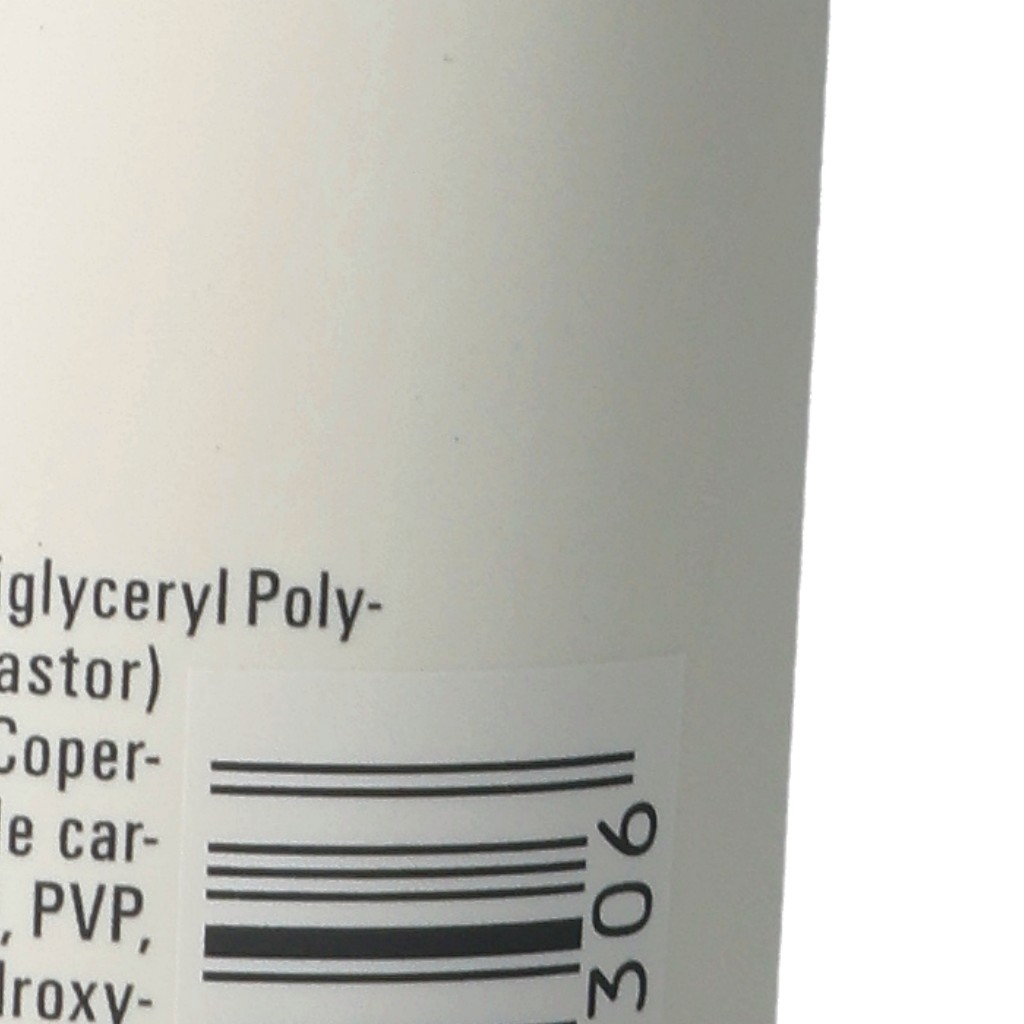 iglyceryl Poly-
astor)
Coper-
le car-
, PVP,
droxy-
306